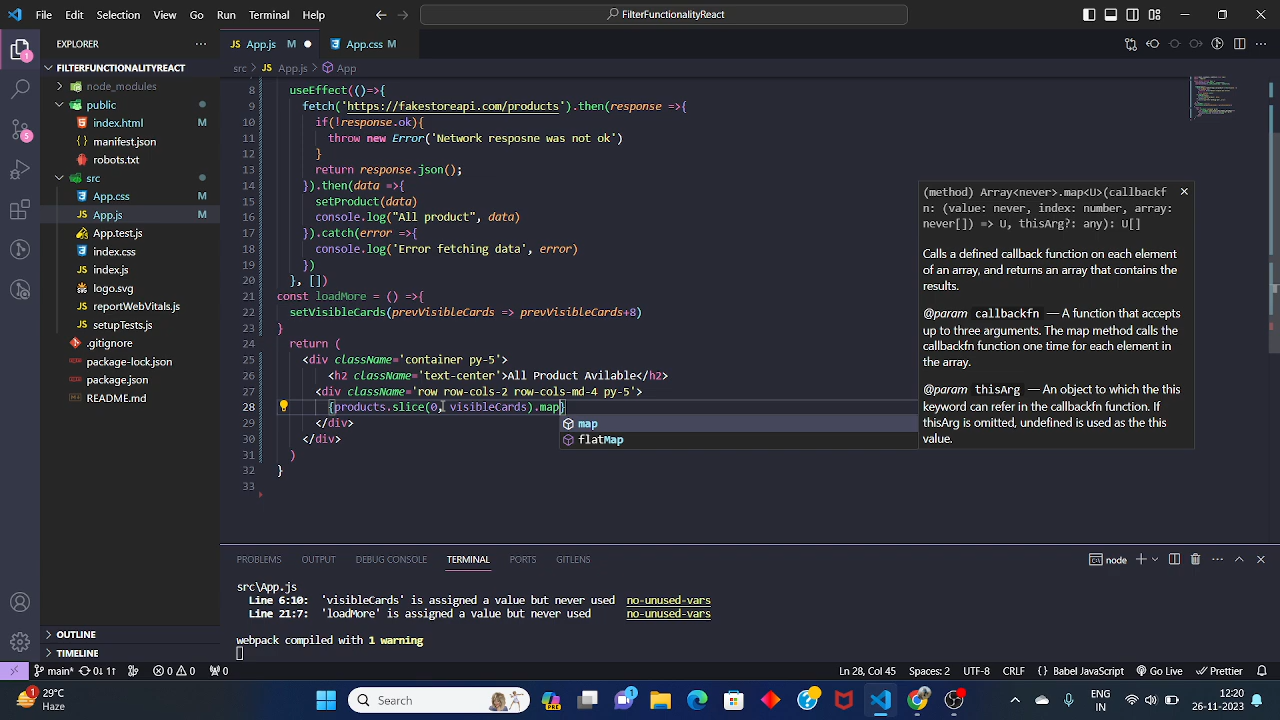 File Edit Selection View Go Run Terminal Help
FilterFunctionalityReact
EXPLORER
FILTERFUNCTIONALITYREACT
node_modules
public
index.html M
manifest.json
robots.txt
src
App.css M
App.js M
App.test.js
index.css
index.js
logo.svg
reportWebVitals.js
setupTests.js
.gitignore
package-lock.json
package.json
README.md
OUTLINE
TIMELINE
1
5
JS App.js M
App.css M
src > JS App.js > App
8 useEffect(()=>{
9 fetch('https://fakestoreapi.com/products').then(response =>{
10 if(!response.ok){
11 throw new Error('Network resposne was not ok')
12 }
13 return response.json();
14 }).then(data =>{
15 setProduct(data)
16 console.log("All product", data)
17 }).catch(error =>{
18 console.log('Error fetching data', error)
19 })
20 }, [])
21 const loadMore = () =>{
22 setVisibleCards(prevVisibleCards => prevVisibleCards+8)
23 }
24 return (
25 <div className='container py-5'>
26 <h2 className='text-center'>All Product Avilable</h2>
27 <div className='row row-cols-2 row-cols-md-4 py-5'>
28 {products.slice(0, visibleCards).map}
29 </div>
30 </div>
31 )
32 }
33
map
flatMap
(method) Array<never>.map<U>(callbackf
n: (value: never, index: number, array:
never[]) => U, thisArg?: any): U[]
Calls a defined callback function on each element
of an array, and returns an array that contains the
results.
@param callbackfn — A function that accepts
up to three arguments. The map method calls the
callbackfn function one time for each element in
the array.
@param thisArg — An object to which the this
keyword can refer in the callbackfn function. If
thisArg is omitted, undefined is used as the this
value.
PROBLEMS OUTPUT DEBUG CONSOLE TERMINAL PORTS GITLENS
node
src\App.js
Line 6:10: 'visibleCards' is assigned a value but never used no-unused-vars
Line 21:7: 'loadMore' is assigned a value but never used no-unused-vars
webpack compiled with 1 warning
main* 0↓ 1↑ 0 0 0 Ln 28, Col 45 Spaces: 2 UTF-8 CRLF {} Babel JavaScript Go Live Prettier
1
29°C
Haze
Search
PRE
1
ENG
IN
12:20
26-11-2023